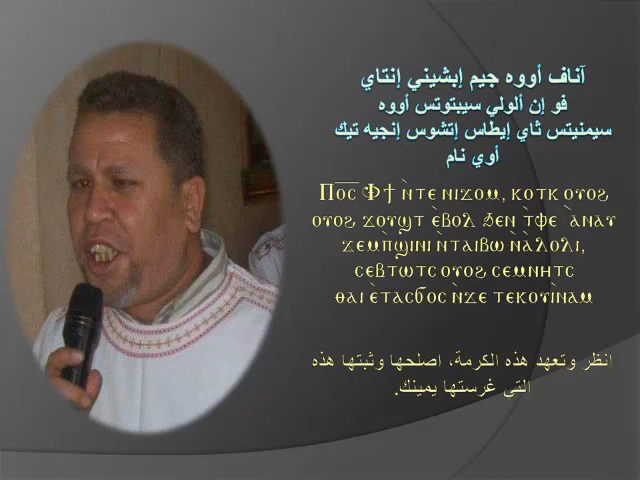 آناف أووه جيم إبشيني إنتاي
فو إن ألولي سيبتوتس أووه
سيمنيتس ثاي إيطاس إتشوس إنجيه تيك
أوي نام
Ⲡⲟ̅ⲥ̅ Ⲫϯ ⲛ̀ⲧⲉ ⲛⲓϫⲟⲙ, ⲕⲟⲧⲕ ⲟⲩⲟϩ
ⲟⲩⲟϩ ϫⲟⲩϣⲧ ⲉ̀ⲃⲟⲗ ϧⲉⲛ ⲧ̀ⲫⲉ ⲁ̀ⲛⲁⲩ
ϫⲉⲙⲡ̀ϣⲓⲛⲓ ⲛ̀ⲧⲁⲓⲃⲱ ⲛ̀ⲁ̀ⲗⲟⲗⲓ,
ⲥⲉⲃⲧⲱⲧⲥ ⲟⲩⲟϩ ⲥⲉⲙⲛⲏⲧⲥ
ⲑⲁⲓ ⲉ̀ⲧⲁⲥϭⲟⲥ ⲛ̀ϫⲉ ⲧⲉⲕⲟⲩⲓ̀ⲛⲁⲙ
انظر وتعهد هذه الكرمة، اصلحها وثبتها هذه
التى غرستها يمينك.